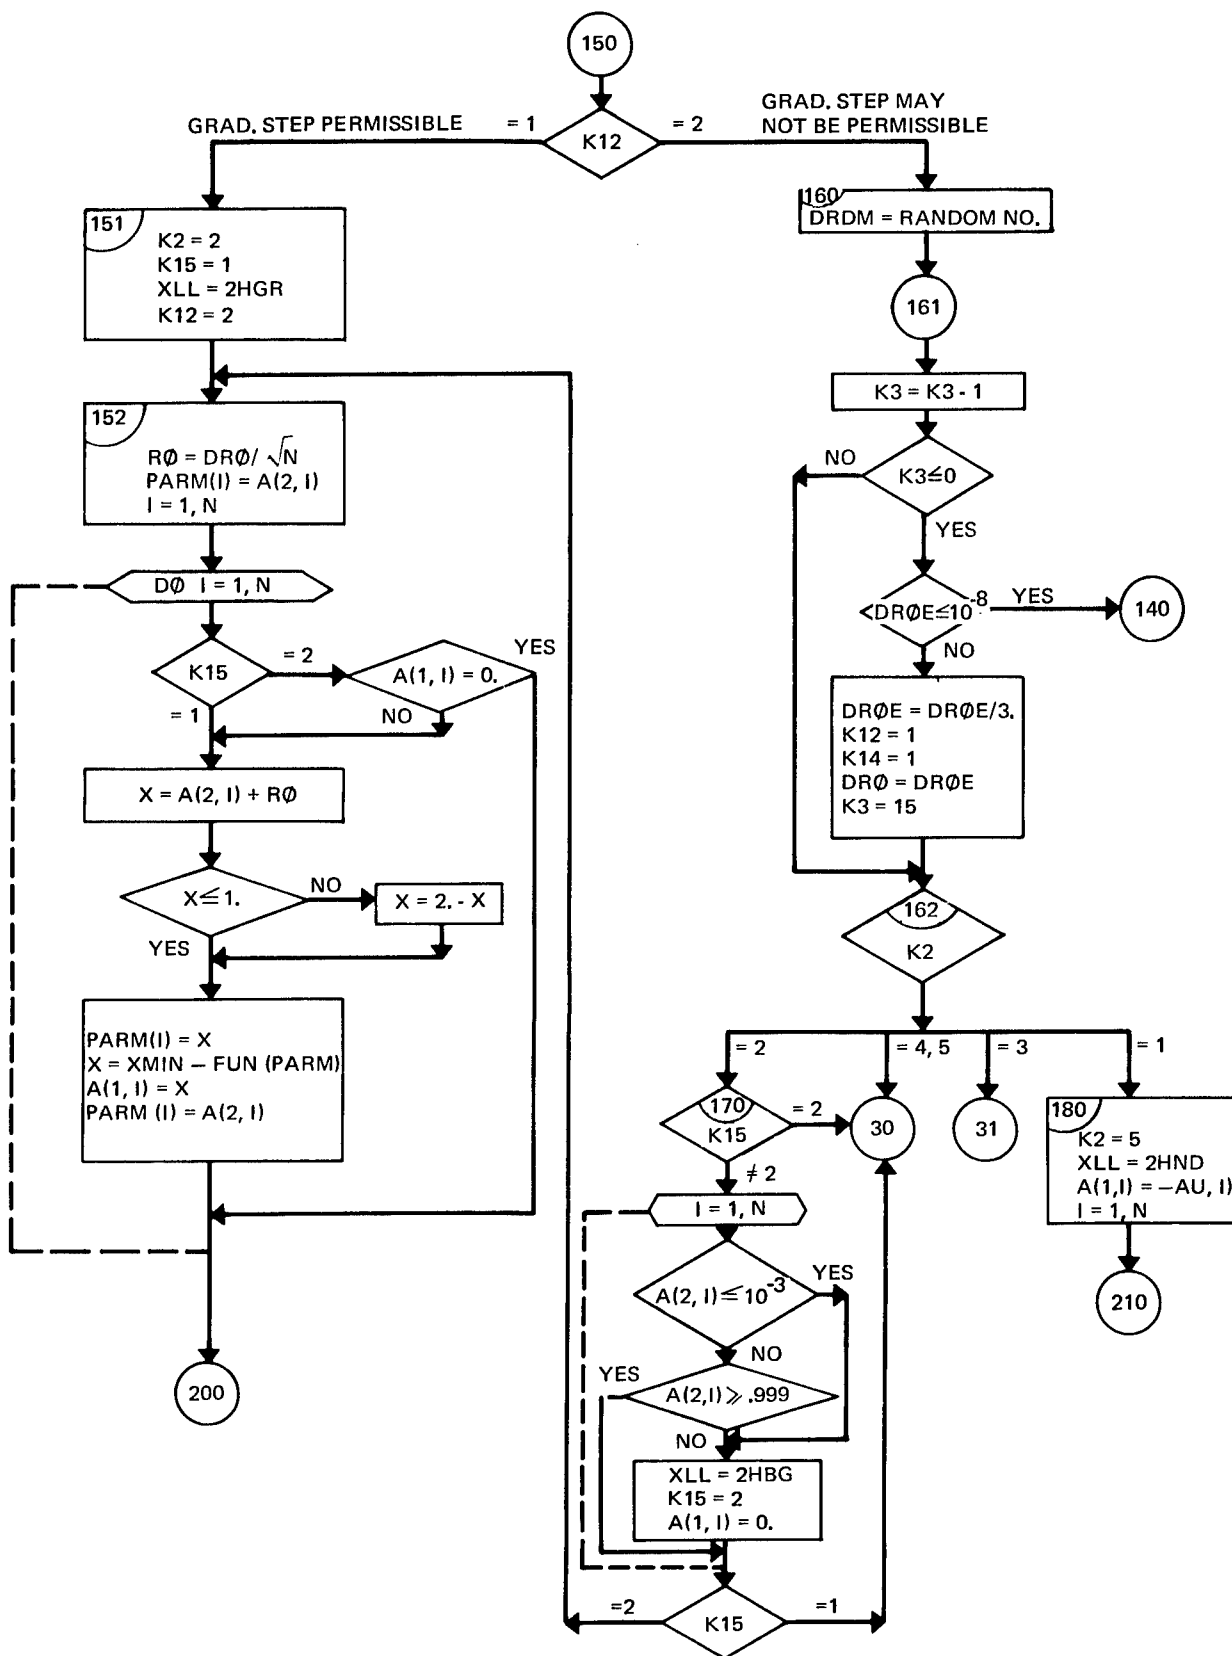 150
GRAD. STEP PERMISSIBLE
= 1
K12
= 2
GRAD. STEP MAY
NOT BE PERMISSIBLE
151
K2 = 2
K15 = 1
XLL = 2HGR
K12 = 2
152
RØ = DRØ/ √N
PARM(I) = A(2, I)
I = 1, N
DØ I = 1, N
K15
= 2
A(1, I) = 0.
YES
= 1
NO
X = A(2, I) + RØ
X ≤ 1.
NO
X = 2. - X
YES
PARM(I) = X
X = XMIN – FUN (PARM)
A(1, I) = X
PARM (I) = A(2, I)
200
160
DRDM = RANDOM NO.
161
K3 = K3 - 1
NO
K3≤0
YES
DRØE≤10-8
YES
140
NO
DRØE = DRØE/3.
K12 = 1
K14 = 1
DRØ = DRØE
K3 = 15
162
K2
= 2
= 4, 5
= 3
= 1
170
K15
= 2
30
31
180
K2 = 5
XLL = 2HND
A(1,I) = –AU, I)
I = 1, N
210
≠ 2
I = 1, N
A(2, I) ≤ 10-3
YES
NO
YES
A(2,I) ⩾ .999
NO
XLL = 2HBG
K15 = 2
A(1, I) = 0.
=2
K15
=1